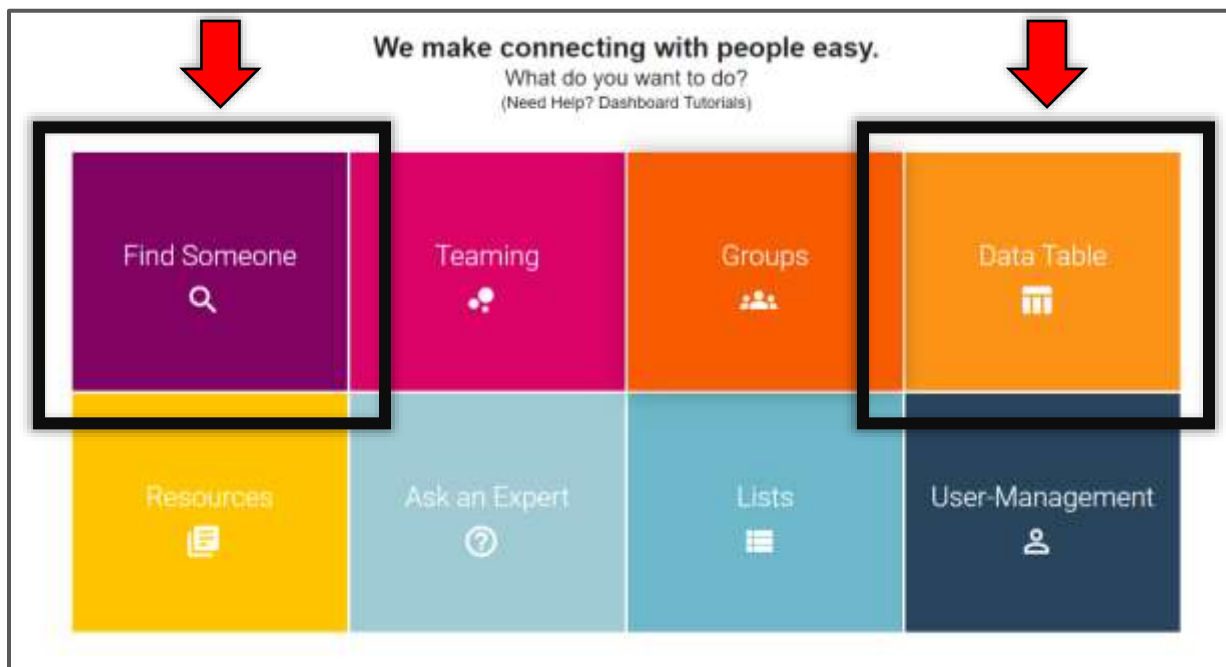 We make connecting with people easy.
What do you want to do?
(Need Help? Dashboard Tutorials)
Find Someone
Teaming
Groups
Data Table
Resources
Ask an Expert
Lists
User-Management